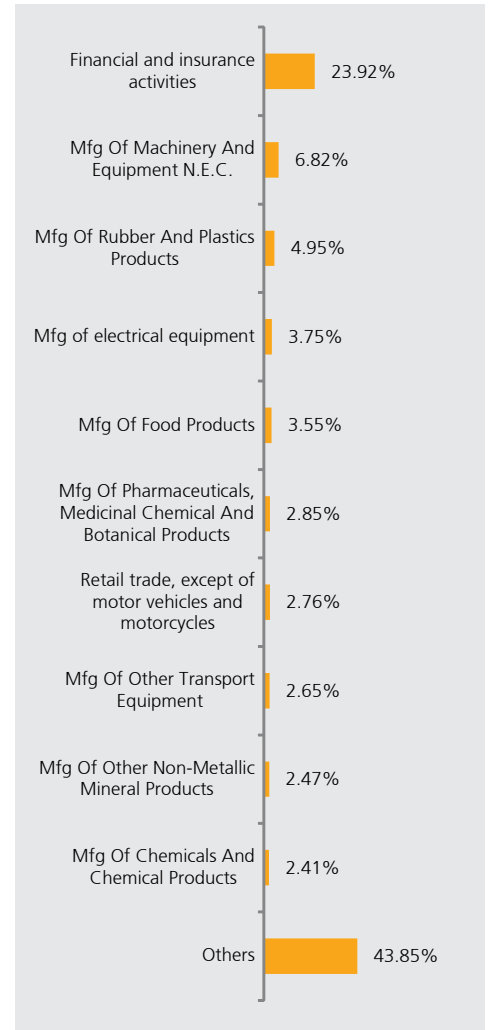 Financial and insurance
activities
23.92%
Mfg Of Machinery And
Equipment N.E.C.
6.82%
Mfg Of Rubber And Plastics
Products
4.95%
Mfg of electrical equipment
3.75%
Mfg Of Food Products
3.55%
Mfg Of Pharmaceuticals,
Medicinal Chemical And
Botanical Products
2.85%
Retail trade, except of
motor vehicles and
motorcycles
2.76%
Mfg Of Other Transport
Equipment
2.65%
Mfg Of Other Non-Metallic
Mineral Products
2.47%
Mfg Of Chemicals And
Chemical Products
2.41%
Others
43.85%